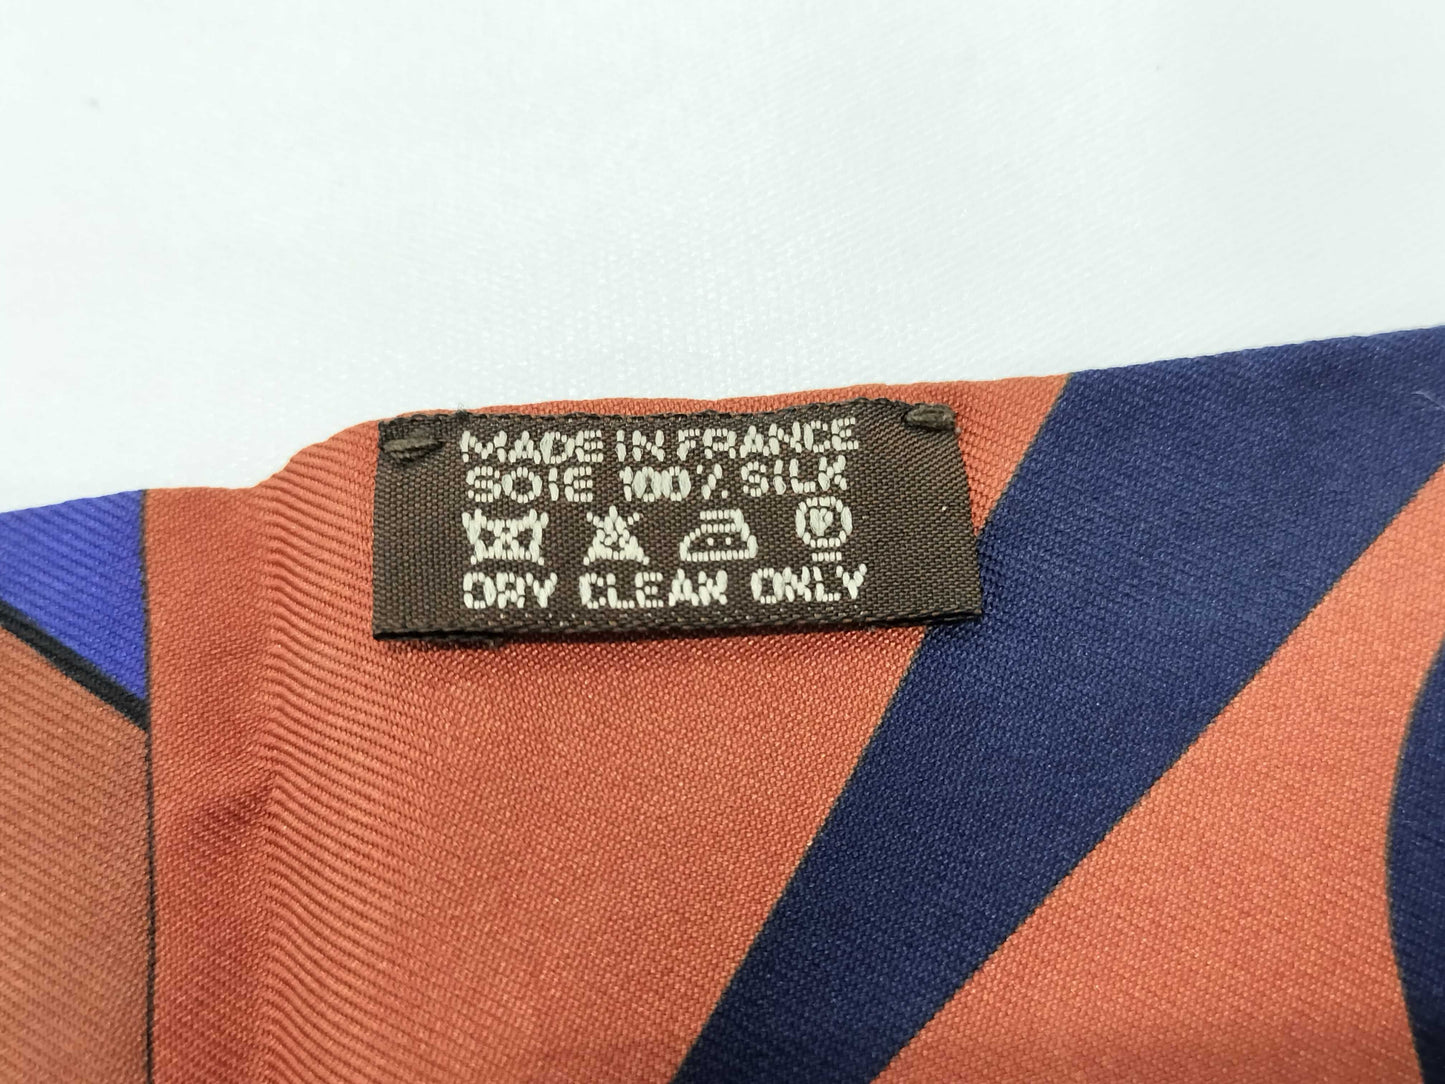 MADE IN FRANCE
SOIE 100% SILK
P
DRY CLEAN ONLY